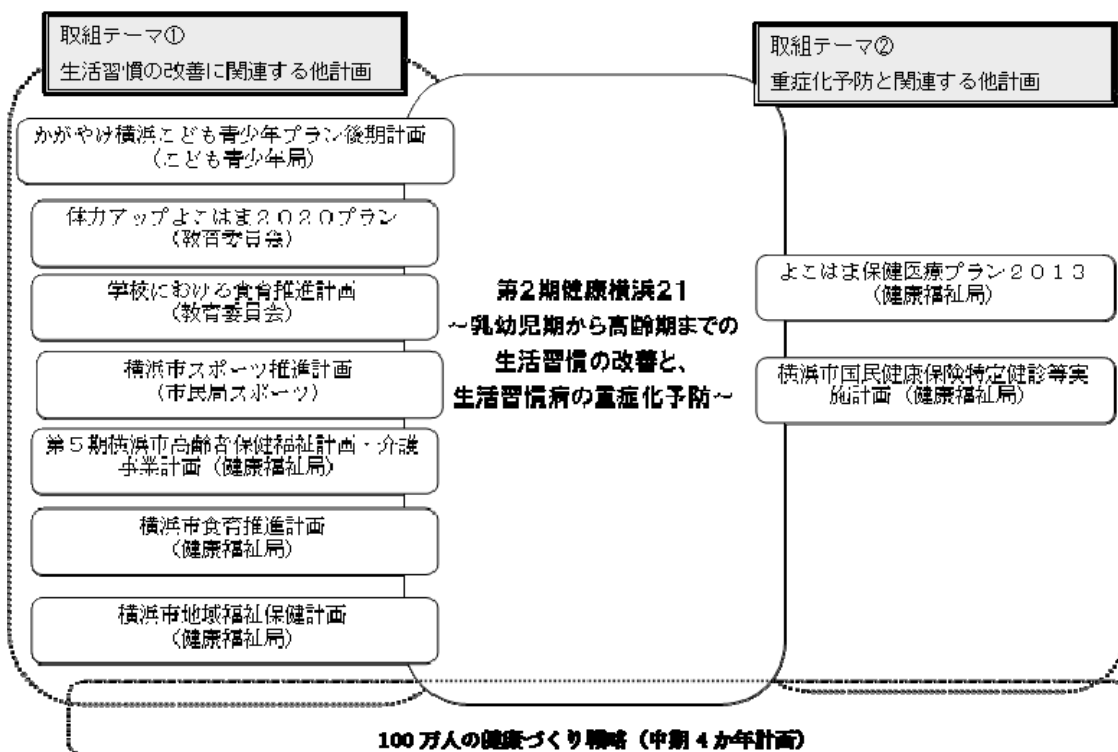 取組テーマ①
生活習慣の改善に関連する他計画
取組テーマ②
重症化予防と関連する他計画
かがやけ横浜こども青少年プラン後期計画
（こども青少年局）
体力アップよこはま２０２０プラン
（教育委員会）
学校における食育推進計画
（教育委員会）
横浜市スポーツ推進計画
（市民局スポーツ）
第５期横浜市高齢者保健福祉計画・介護
事業計画（健康福祉局）
横浜市食育推進計画
（健康福祉局）
横浜市地域福祉保健計画
（健康福祉局）
第２期健康横浜２１
～乳幼児期から高齢期までの
生活習慣の改善と、
生活習慣病の重症化予防～
よこはま保健医療プラン２０１３
（健康福祉局）
横浜市国民健康保険特定健診等実
施計画（健康福祉局）
100万人の健康づくり戦略（中期4か年計画）